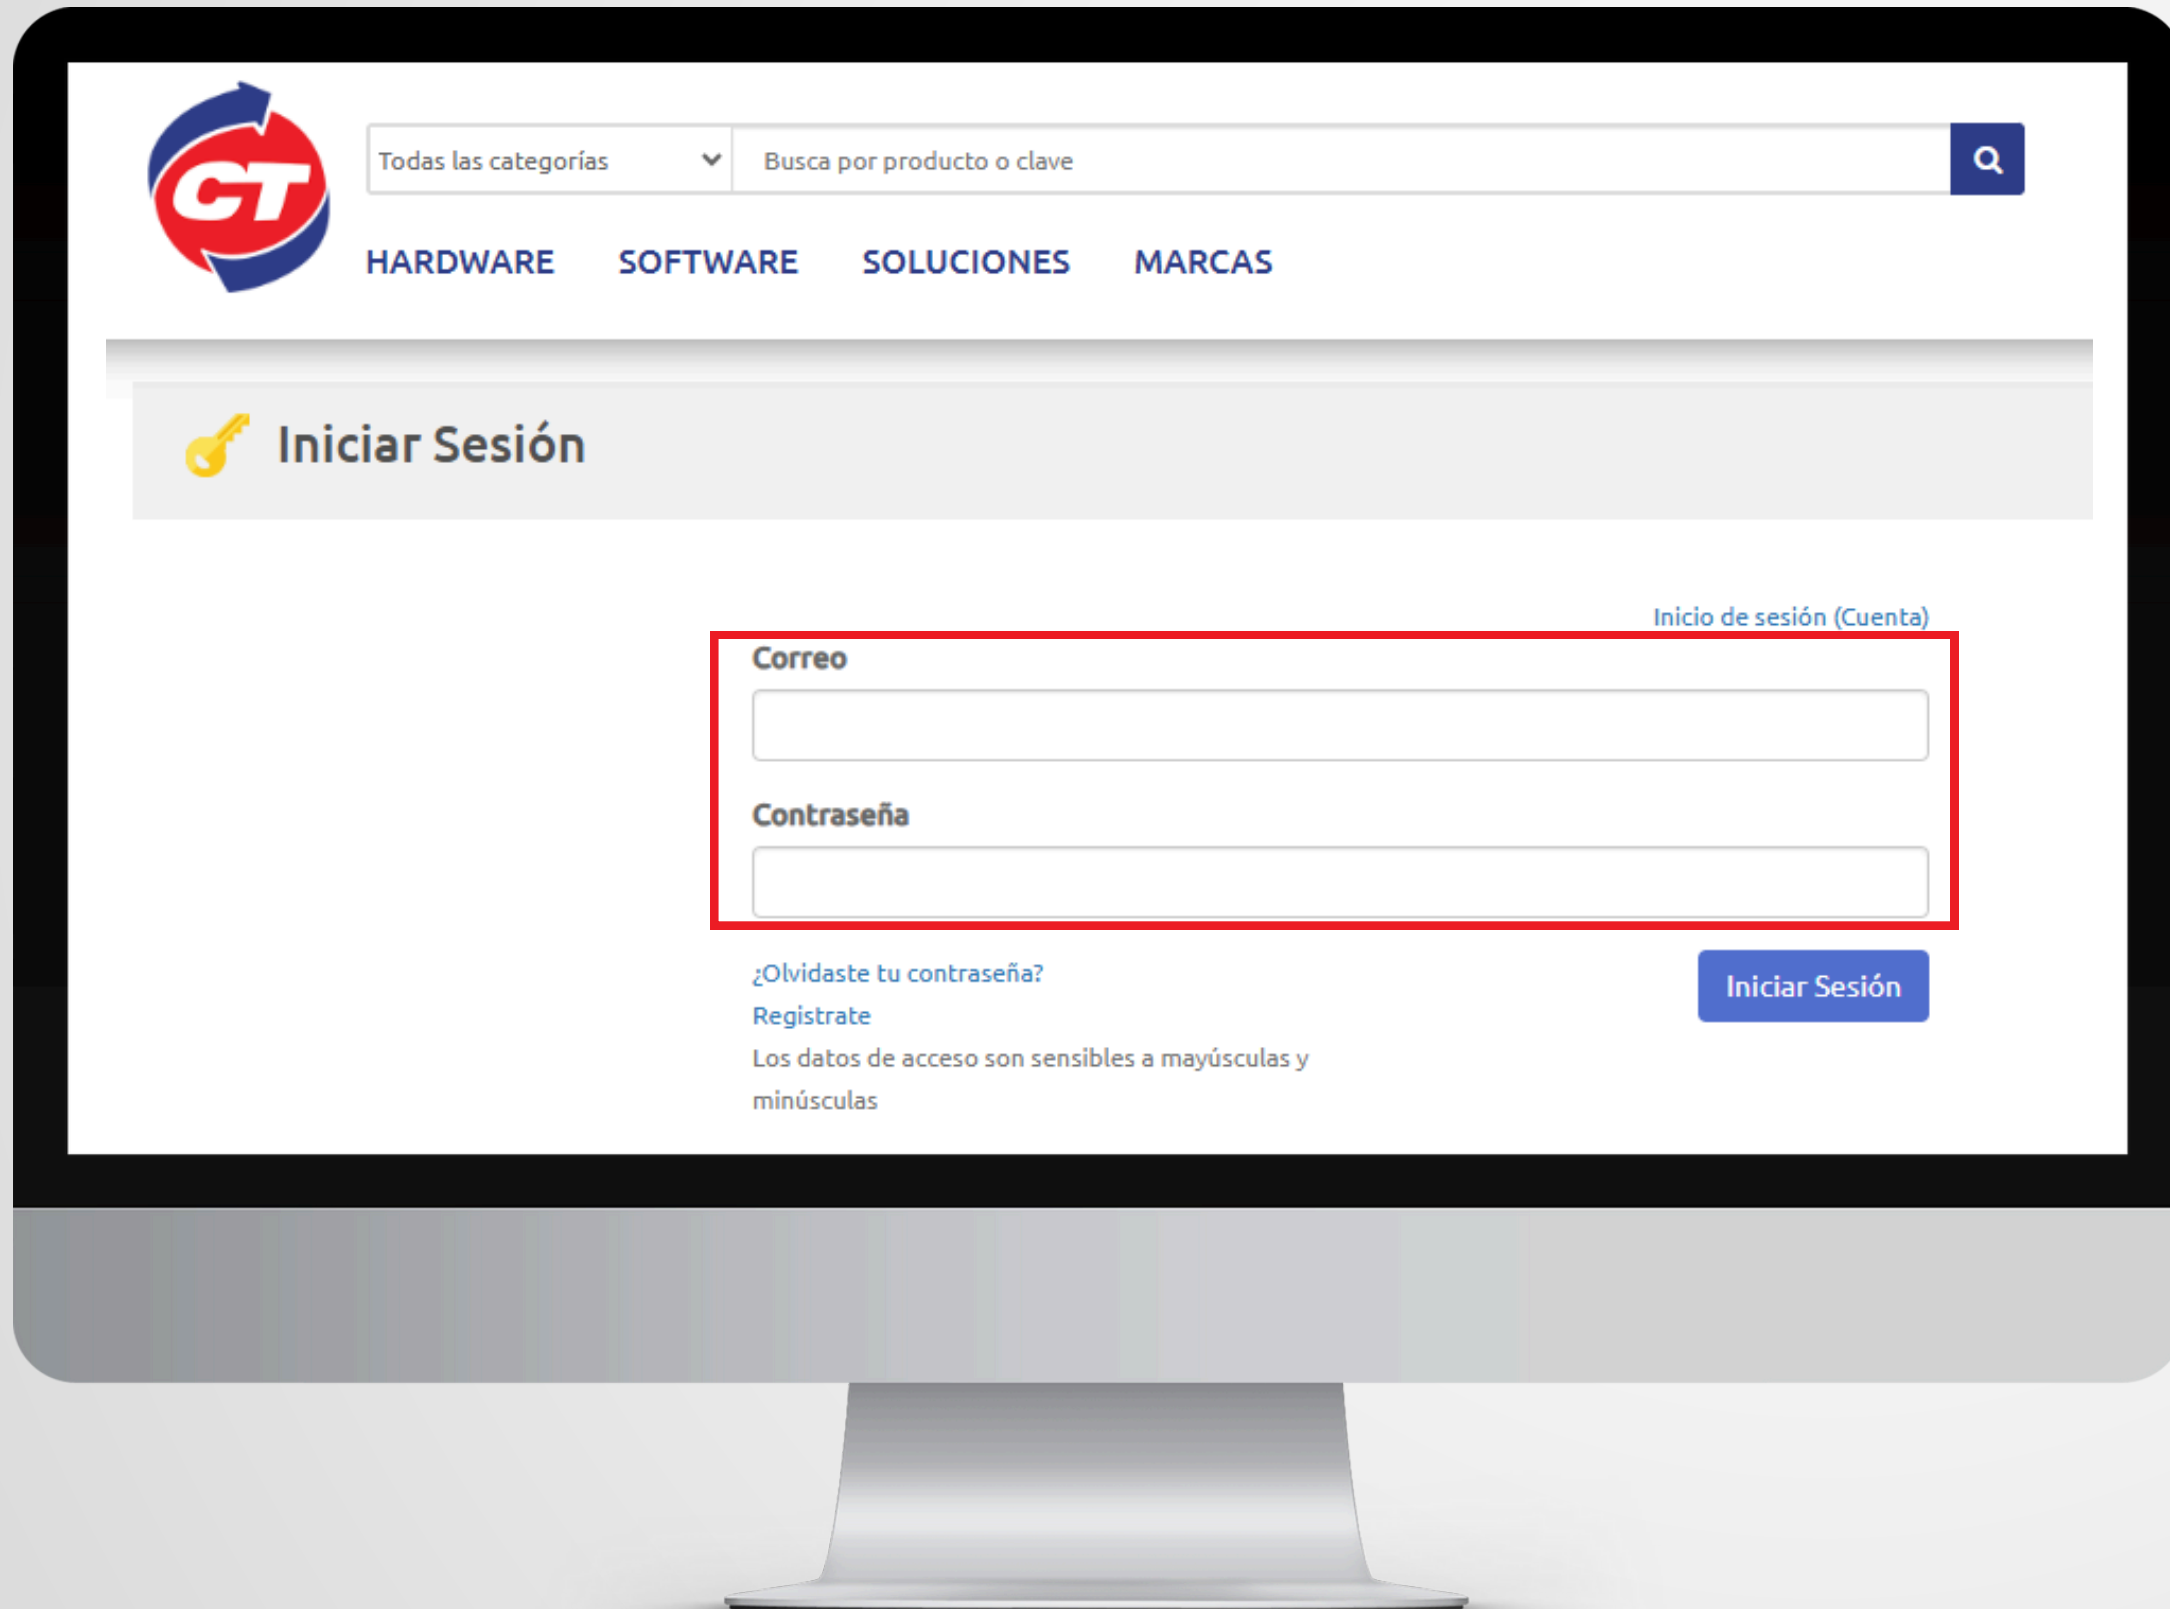 CT
Todas las categorías
Busca por producto o clave
HARDWARE SOFTWARE SOLUCIONES MARCAS
Iniciar Sesión
Inicio de sesión (Cuenta)
Correo
Contraseña
¿Olvidaste tu contraseña?
Iniciar Sesión
Registrate
Los datos de acceso son sensibles a mayúsculas y
minúsculas